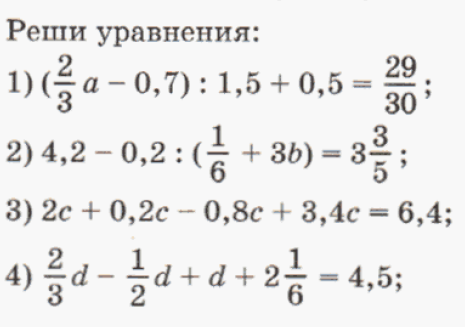 Реши уравнения:
1) (2/3 a − 0,7) : 1,5 + 0,5 = 29/30;
2) 4,2 − 0,2 : (1/6 + 3b) = 3 3/5;
3) 2c + 0,2c − 0,8c + 3,4c = 6,4;
4) 2/3 d − 1/2 d + d + 2 1/6 = 4,5;